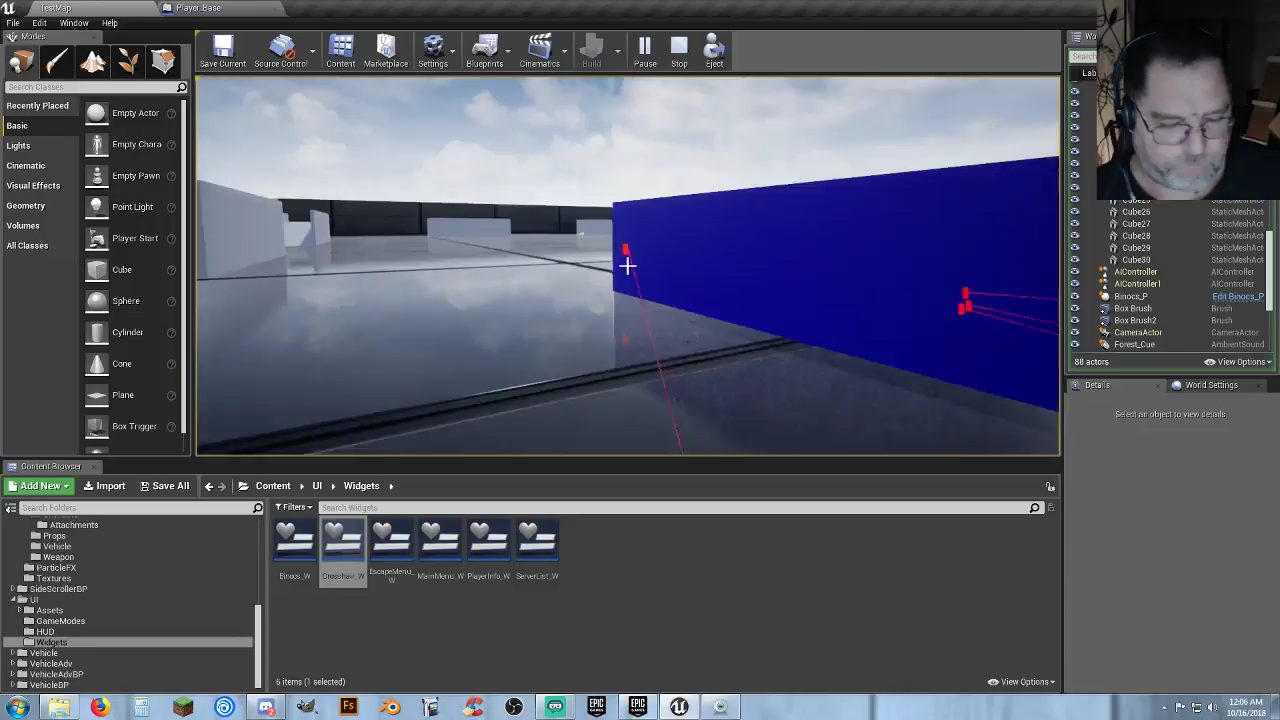 TestMap
Player_Base
File Edit Window Help
Modes
Search Classes
Recently Placed
Basic
Lights
Cinematic
Visual Effects
Geometry
Volumes
All Classes
Empty Actor
Empty Chara
Empty Pawn
Point Light
Player Start
Cube
Sphere
Cylinder
Cone
Plane
Box Trigger
Save Current
Source Control
Content
Marketplace
Settings
Blueprints
Cinematics
Build
Pause
Stop
Eject
Wo
Search
Lab
Cube26 StaticMeshAct
Cube27 StaticMeshAct
Cube28 StaticMeshAct
Cube29 StaticMeshAct
Cube30 StaticMeshAct
AIController AIController
AIController1 AIController
Binocs_P Edit Binocs_P
Box Brush Brush
Box Brush2 Brush
CameraActor CameraActor
Forest_Cue AmbientSound
88 actors View Options
Details World Settings
Select an object to view details.
Content Browser
Add New Import Save All Content UI Widgets
Search Folders
Filters Search Widgets
Attachments
Props
Vehicle
Weapon
ParticleFX
Textures
SideScrollerBP
UI
Assets
GameModes
HUD
Widgets
Vehicle
VehicleAdv
VehicleAdvBP
VehicleBP
Binocs_W
Crosshair_W
EscapeMenu_
W
MainMenu_W
PlayerInfo_W
ServerList_W
6 items (1 selected) View Options
12:06 AM
10/16/2018